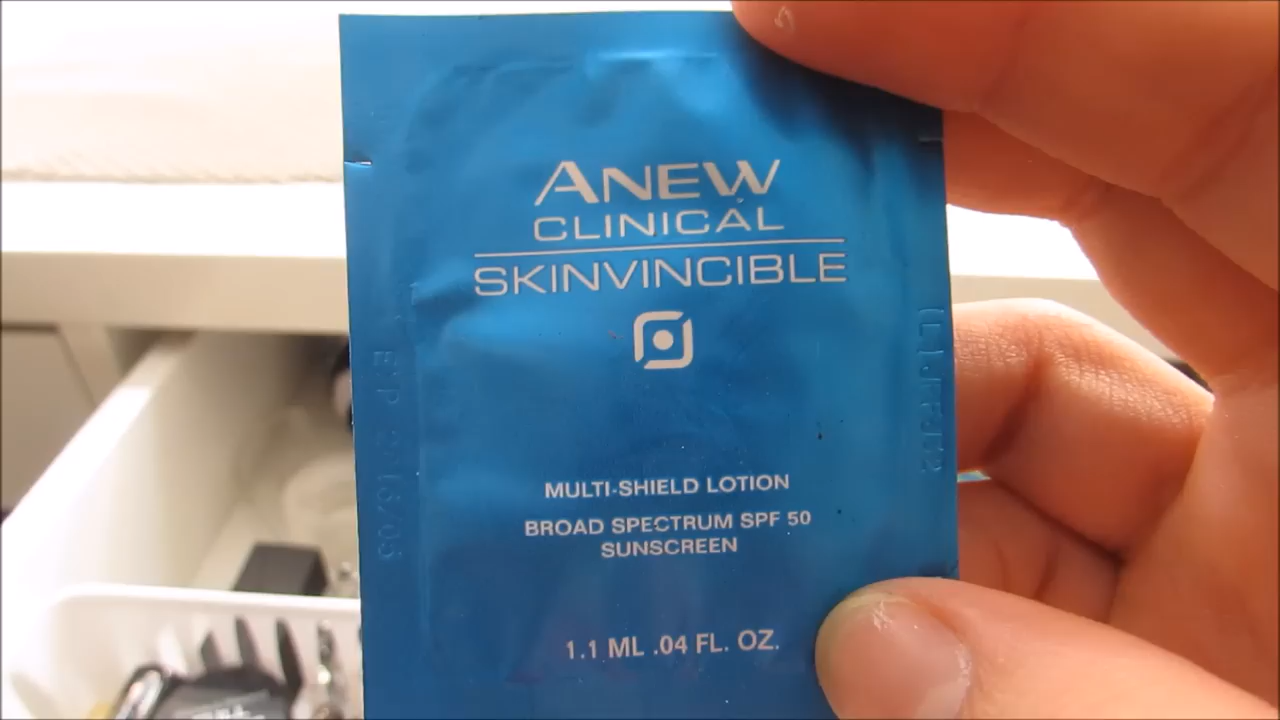 ANEW
CLINICAL
SKINVINCIBLE
MULTI-SHIELD LOTION
BROAD SPECTRUM SPF 50
SUNSCREEN
1.1 ML .04 FL. OZ.